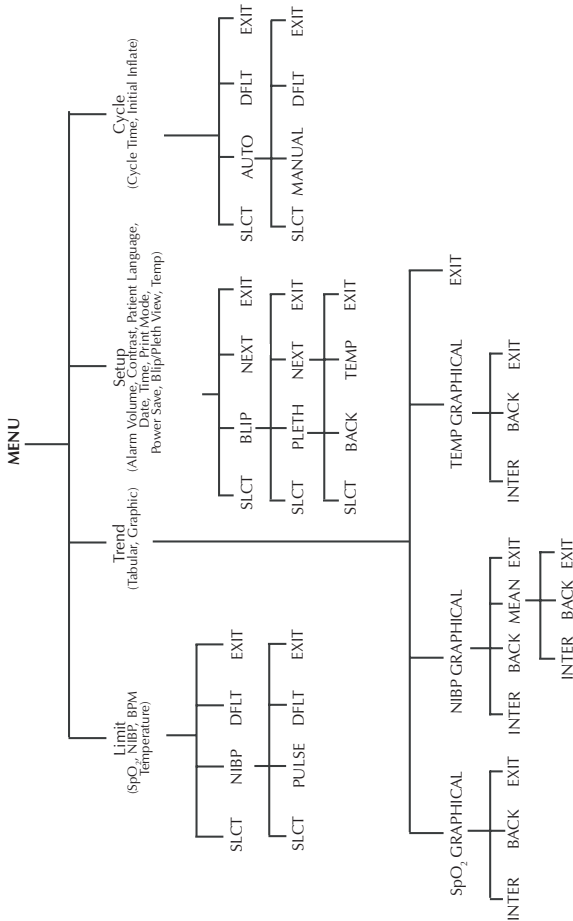 MENU
Limit
(SpO₂, NIBP, BPM
Temperature)
SLCT NIBP DFLT EXIT
SLCT PULSE DFLT EXIT
Trend
(Tabular, Graphic)
Setup
(Alarm Volume, Contrast, Patient Language,
Date, Time, Print Mode,
Power Save, Blip/Pleth View, Temp)
SLCT BLIP NEXT EXIT
SLCT PLETH NEXT EXIT
SLCT BACK TEMP EXIT
Cycle
(Cycle Time, Initial Inflate)
SLCT AUTO DFLT EXIT
SLCT MANUAL DFLT EXIT
SpO₂ GRAPHICAL
INTER BACK EXIT
NIBP GRAPHICAL
INTER BACK MEAN EXIT
INTER BACK EXIT
TEMP GRAPHICAL
INTER BACK EXIT
EXIT